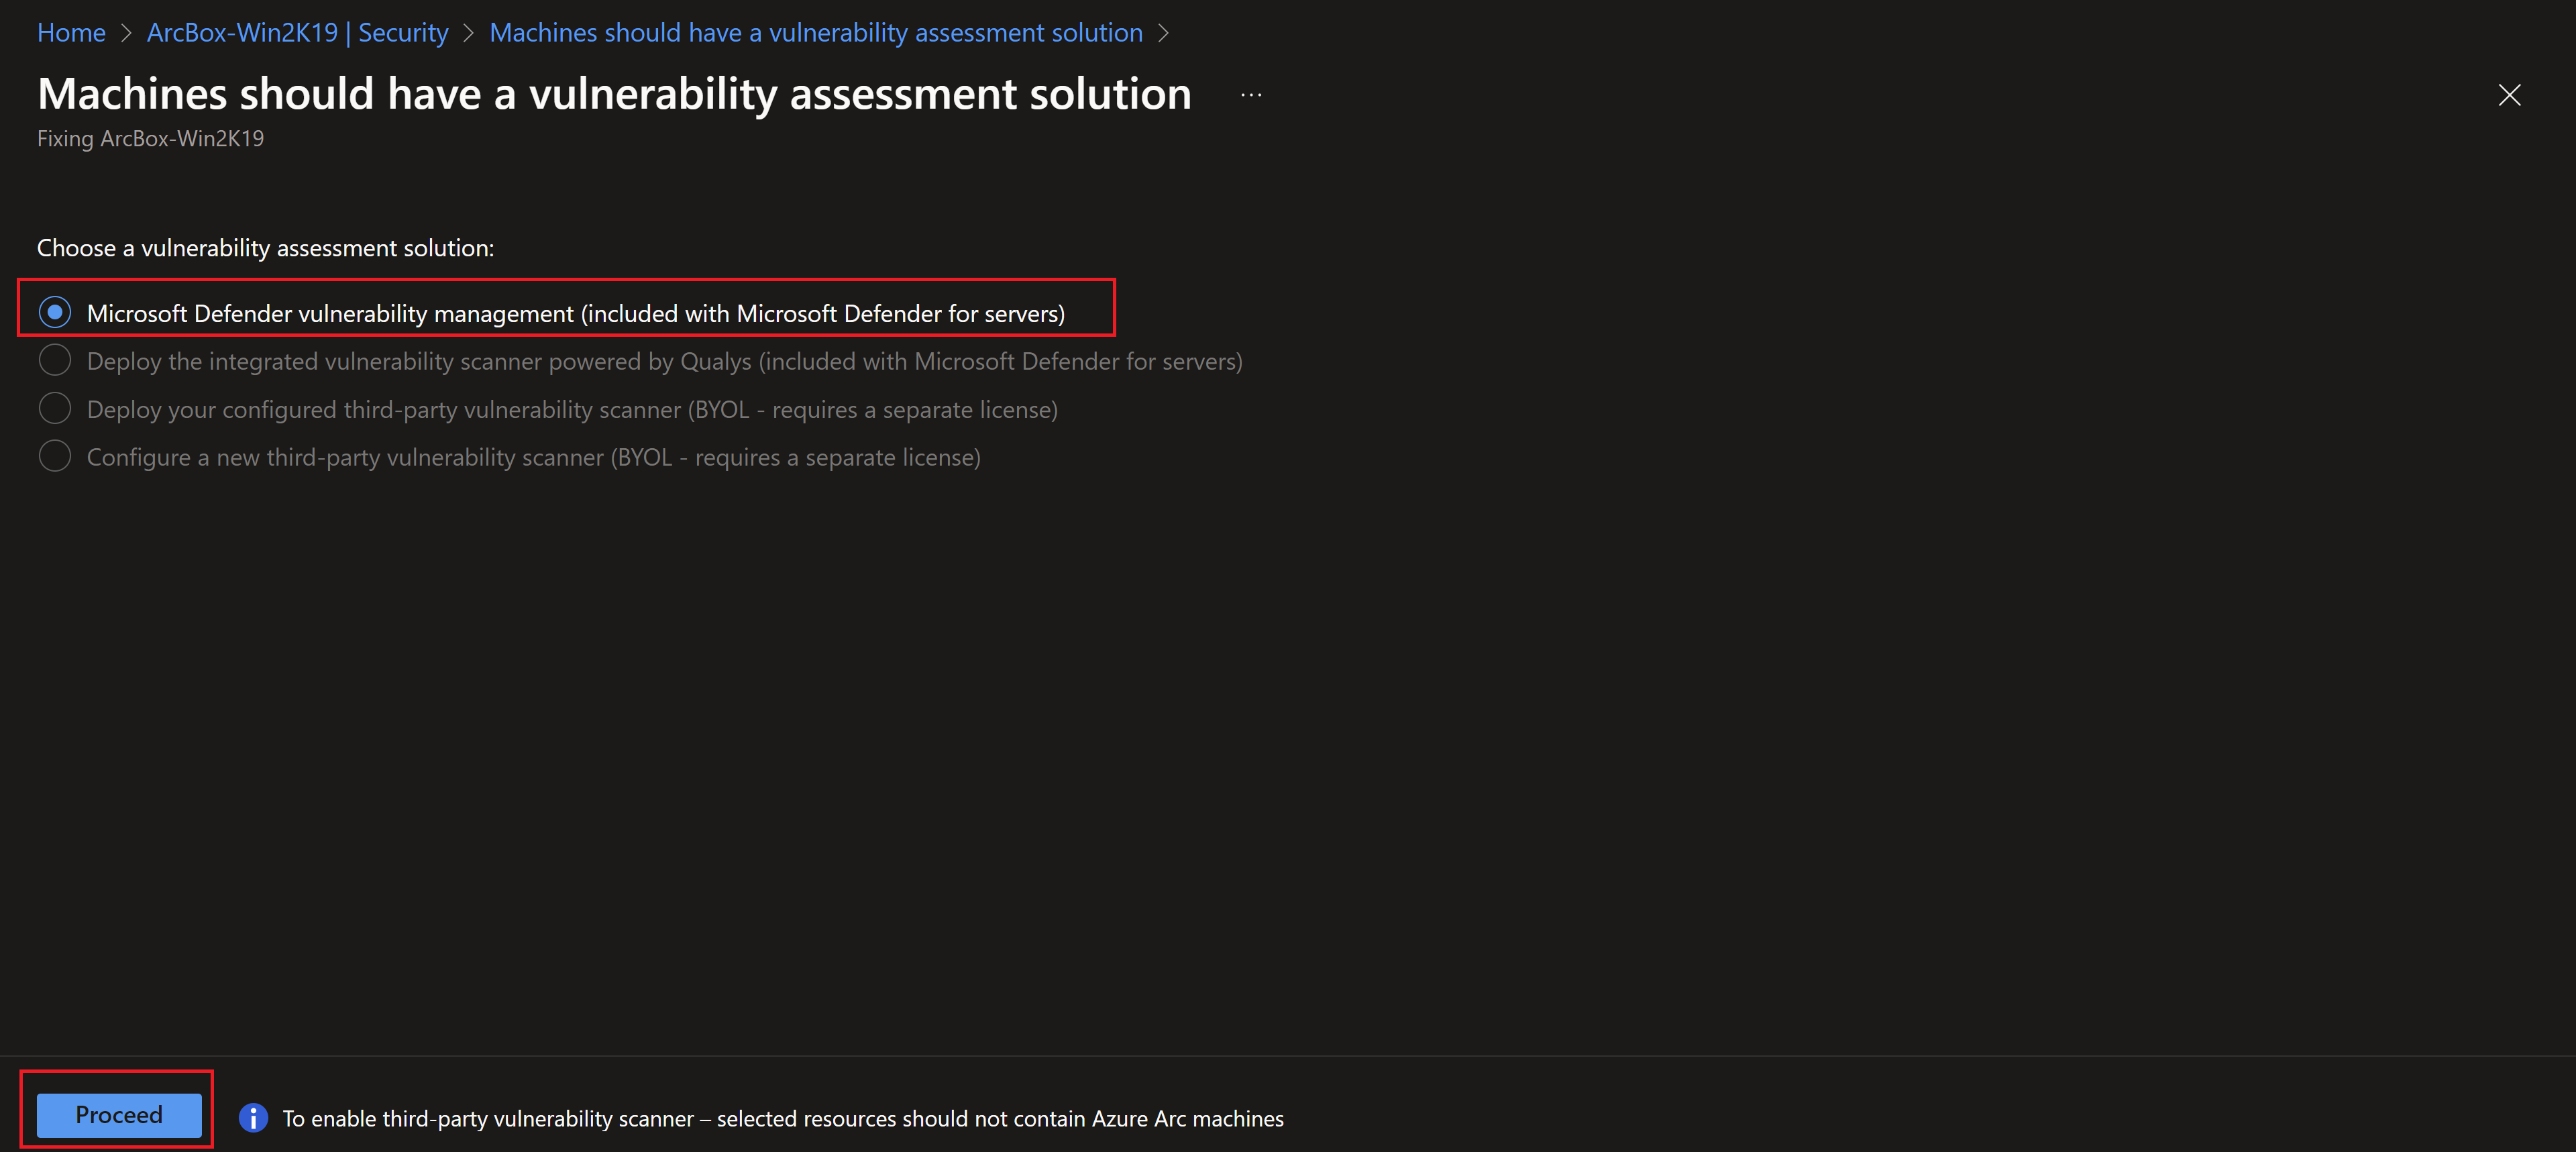 Home > ArcBox-Win2K19 | Security > Machines should have a vulnerability assessment solution >
Machines should have a vulnerability assessment solution ...
Fixing ArcBox-Win2K19
Choose a vulnerability assessment solution:
Microsoft Defender vulnerability management (included with Microsoft Defender for servers)
Deploy the integrated vulnerability scanner powered by Qualys (included with Microsoft Defender for servers)
Deploy your configured third-party vulnerability scanner (BYOL - requires a separate license)
Configure a new third-party vulnerability scanner (BYOL - requires a separate license)
Proceed
To enable third-party vulnerability scanner – selected resources should not contain Azure Arc machines